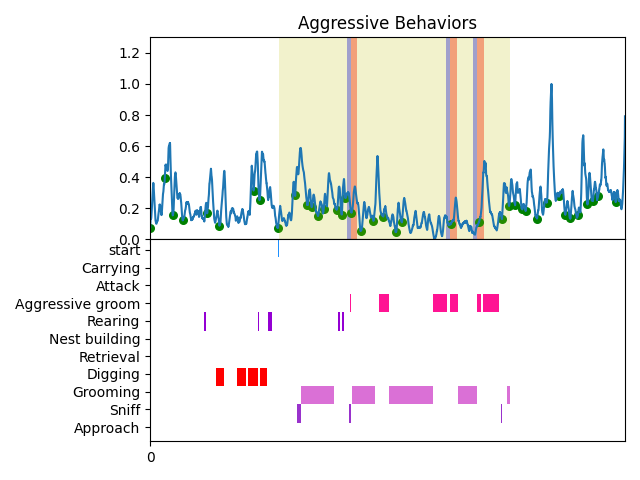 Aggressive Behaviors
1.2
1.0
0.8
0.6
0.4
0.2
0.0
start
Carrying
Attack
Aggressive groom
Rearing
Nest building
Retrieval
Digging
Grooming
Sniff
Approach
0